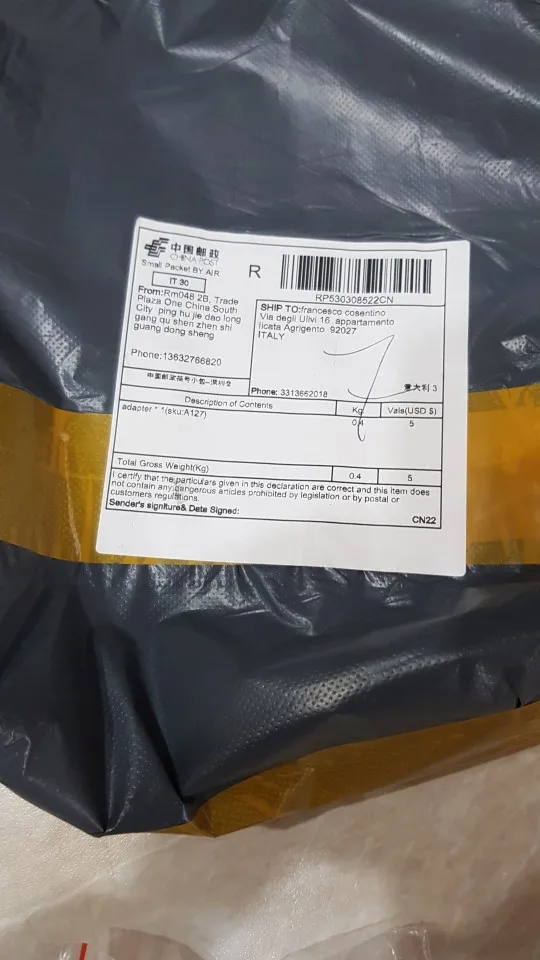 中国邮政
CHINA POST
Small Packet BY AIR
IT 30
From:Rm048 2B, Trade
Plaza One China South
City ping hu jie dao long
gang qu shen zhen shi
guang dong sheng
Phone:13632766820
R
RP530308522CN
SHIP TO:francesco cosentino
Via degli Ulivi 16, appartamento
licata Agrigento 92027
ITALY
Phone: 3313662018
意大利 3
Description of Contents
Kg
Vals(USD $)
adapter * *(sku:A127)
0.4
5
Total Gross Weight(Kg)
0.4
5
I certify that the particulars given in this declaration are correct and this item does
not contain any dangerous articles prohibited by legislation or by postal or
customers regulations.
Sender's signiture& Data Signed:
CN22